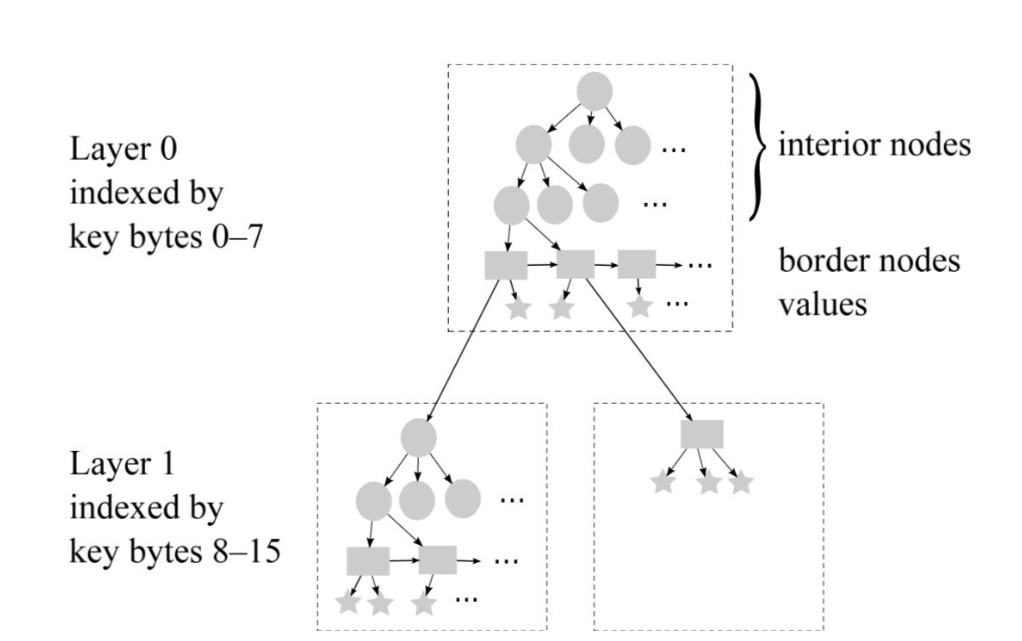 Layer 0
indexed by
key bytes 0–7
interior nodes
...
...
...
border nodes
values
...
Layer 1
indexed by
key bytes 8–15
...
...
...